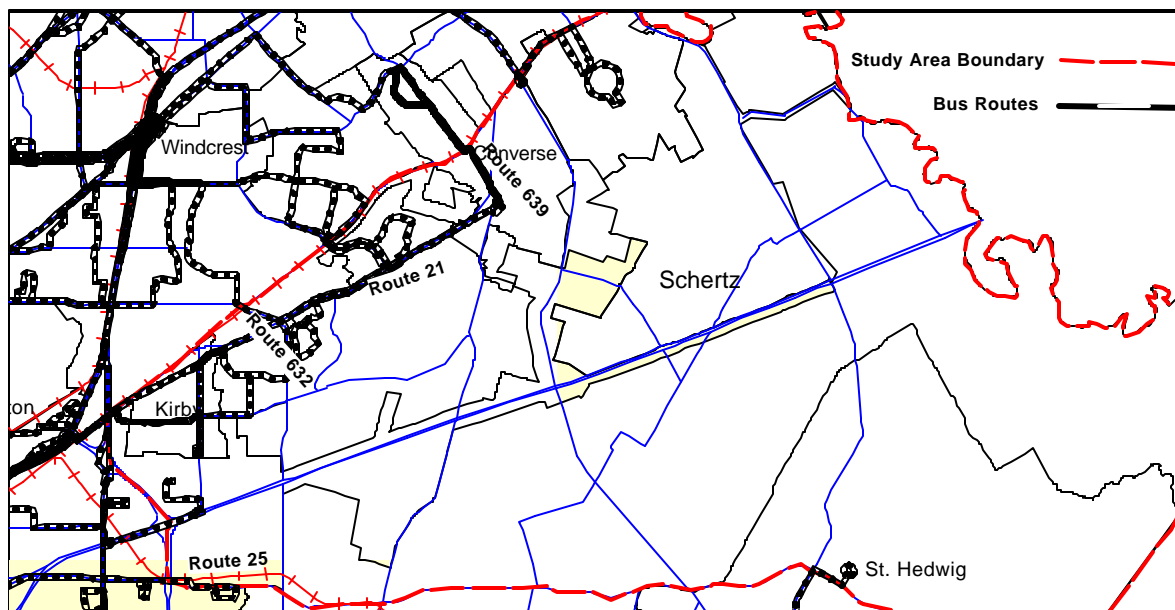 Study Area Boundary
Bus Routes
Windcrest
Converse
Route 639
Route 21
Schertz
Route 632
ton
Kirby
Route 25
St. Hedwig